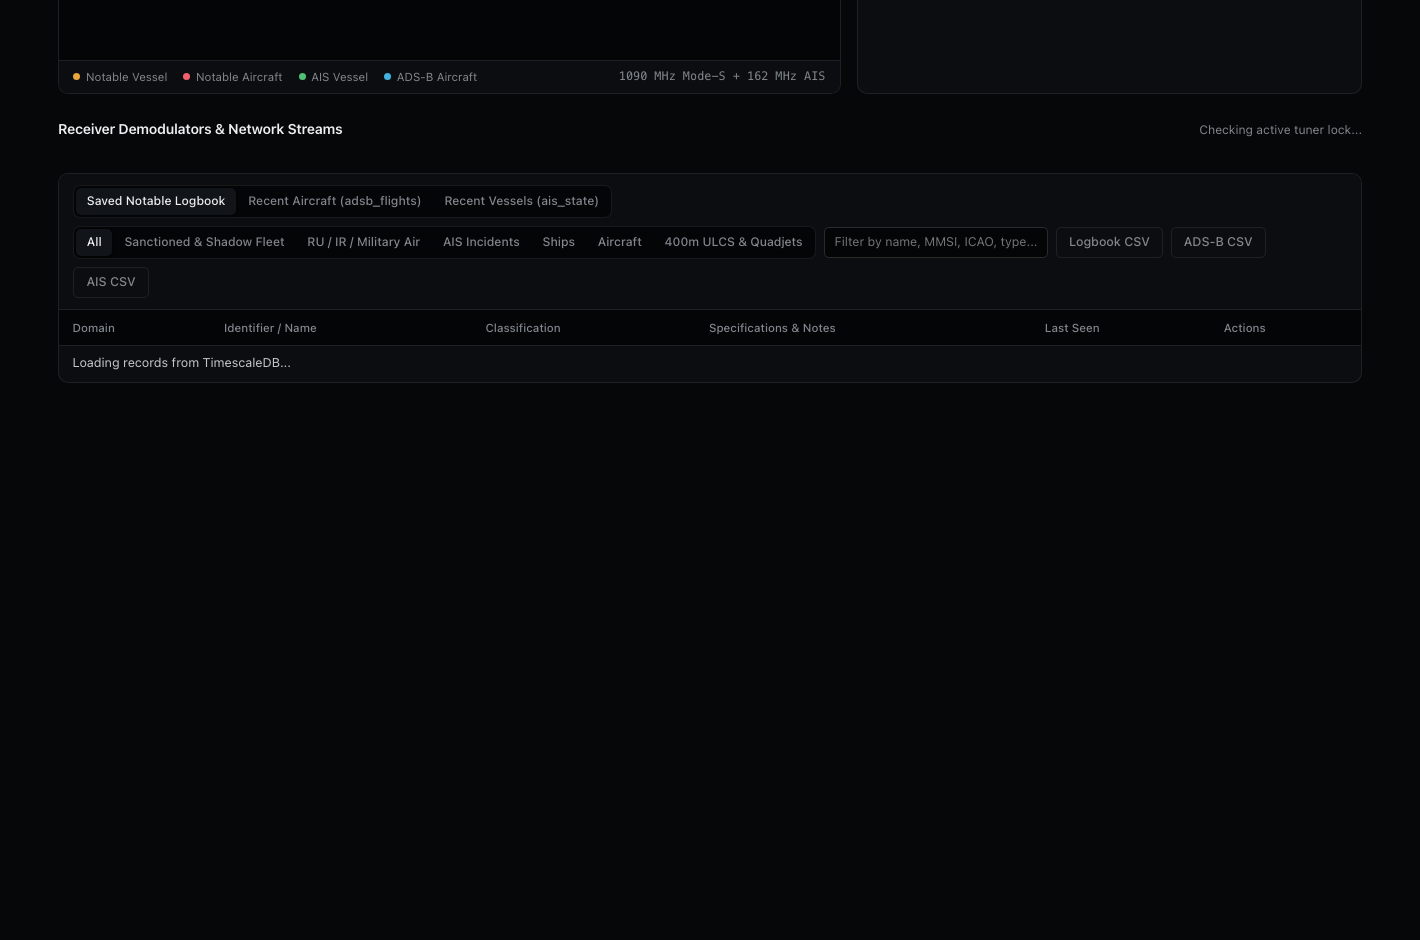 Notable Vessel Notable Aircraft AIS Vessel ADS-B Aircraft 1090 MHz Mode-S + 162 MHz AIS
Receiver Demodulators & Network Streams Checking active tuner lock...
Saved Notable Logbook Recent Aircraft (adsb_flights) Recent Vessels (ais_state)
All Sanctioned & Shadow Fleet RU / IR / Military Air AIS Incidents Ships Aircraft 400m ULCS & Quadjets Filter by name, MMSI, ICAO, type... Logbook CSV ADS-B CSV
AIS CSV
Domain Identifier / Name Classification Specifications & Notes Last Seen Actions
Loading records from TimescaleDB...